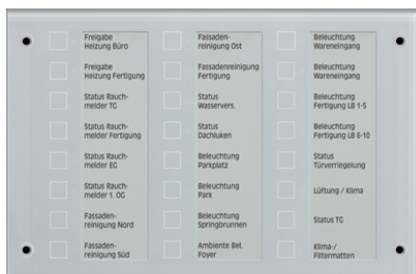 Freigabe
Heizung Büro
Freigabe
Heizung Fertigung
Status Rauch-
melder TG
Status Rauch-
melder Fertigung
Status Rauch-
melder EG
Status Rauch-
melder 1. OG
Fassaden-
reinigung Nord
Fassaden-
reinigung Süd
Fassaden-
reinigung Ost
Fassadenreinigung
Fertigung
Status
Wasservers.
Status
Dachluken
Beleuchtung
Parkplatz
Beleuchtung
Park
Beleuchtung
Springbrunnen
Ambiente Bel.
Foyer
Beleuchtung
Wareneingang
Beleuchtung
Wareneingang
Beleuchtung
Fertigung LB 1-5
Beleuchtung
Fertigung LB 6-10
Status
Türverriegelung
Lüftung / Klima
Status TG
Klima-/
Filtermatten